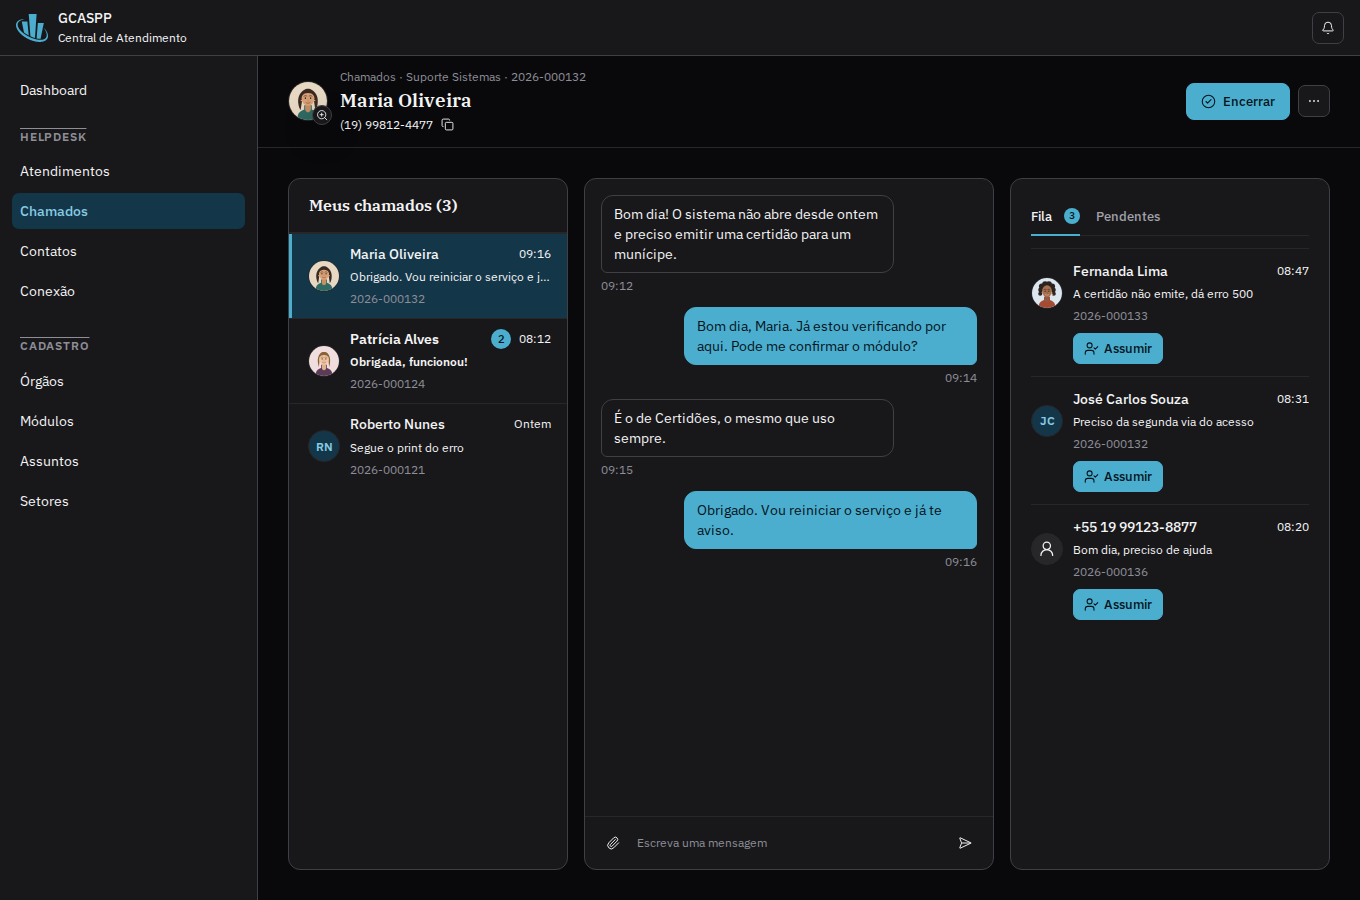 GCASPP
Central de Atendimento
Dashboard
HELPDESK
Atendimentos
Chamados
Contatos
Conexão
CADASTRO
Órgãos
Módulos
Assuntos
Setores
Chamados · Suporte Sistemas · 2026-000132
Maria Oliveira
(19) 99812-4477
Encerrar
Meus chamados (3)
Maria Oliveira 09:16
Obrigado. Vou reiniciar o serviço e j...
2026-000132
Patrícia Alves 2 08:12
Obrigada, funcionou!
2026-000124
RN
Roberto Nunes Ontem
Segue o print do erro
2026-000121
Bom dia! O sistema não abre desde ontem
e preciso emitir uma certidão para um
munícipe.
09:12
Bom dia, Maria. Já estou verificando por
aqui. Pode me confirmar o módulo?
09:14
É o de Certidões, o mesmo que uso
sempre.
09:15
Obrigado. Vou reiniciar o serviço e já te
aviso.
09:16
Escreva uma mensagem
Fila 3 Pendentes
Fernanda Lima 08:47
A certidão não emite, dá erro 500
2026-000133
Assumir
JC
José Carlos Souza 08:31
Preciso da segunda via do acesso
2026-000132
Assumir
+55 19 99123-8877 08:20
Bom dia, preciso de ajuda
2026-000136
Assumir